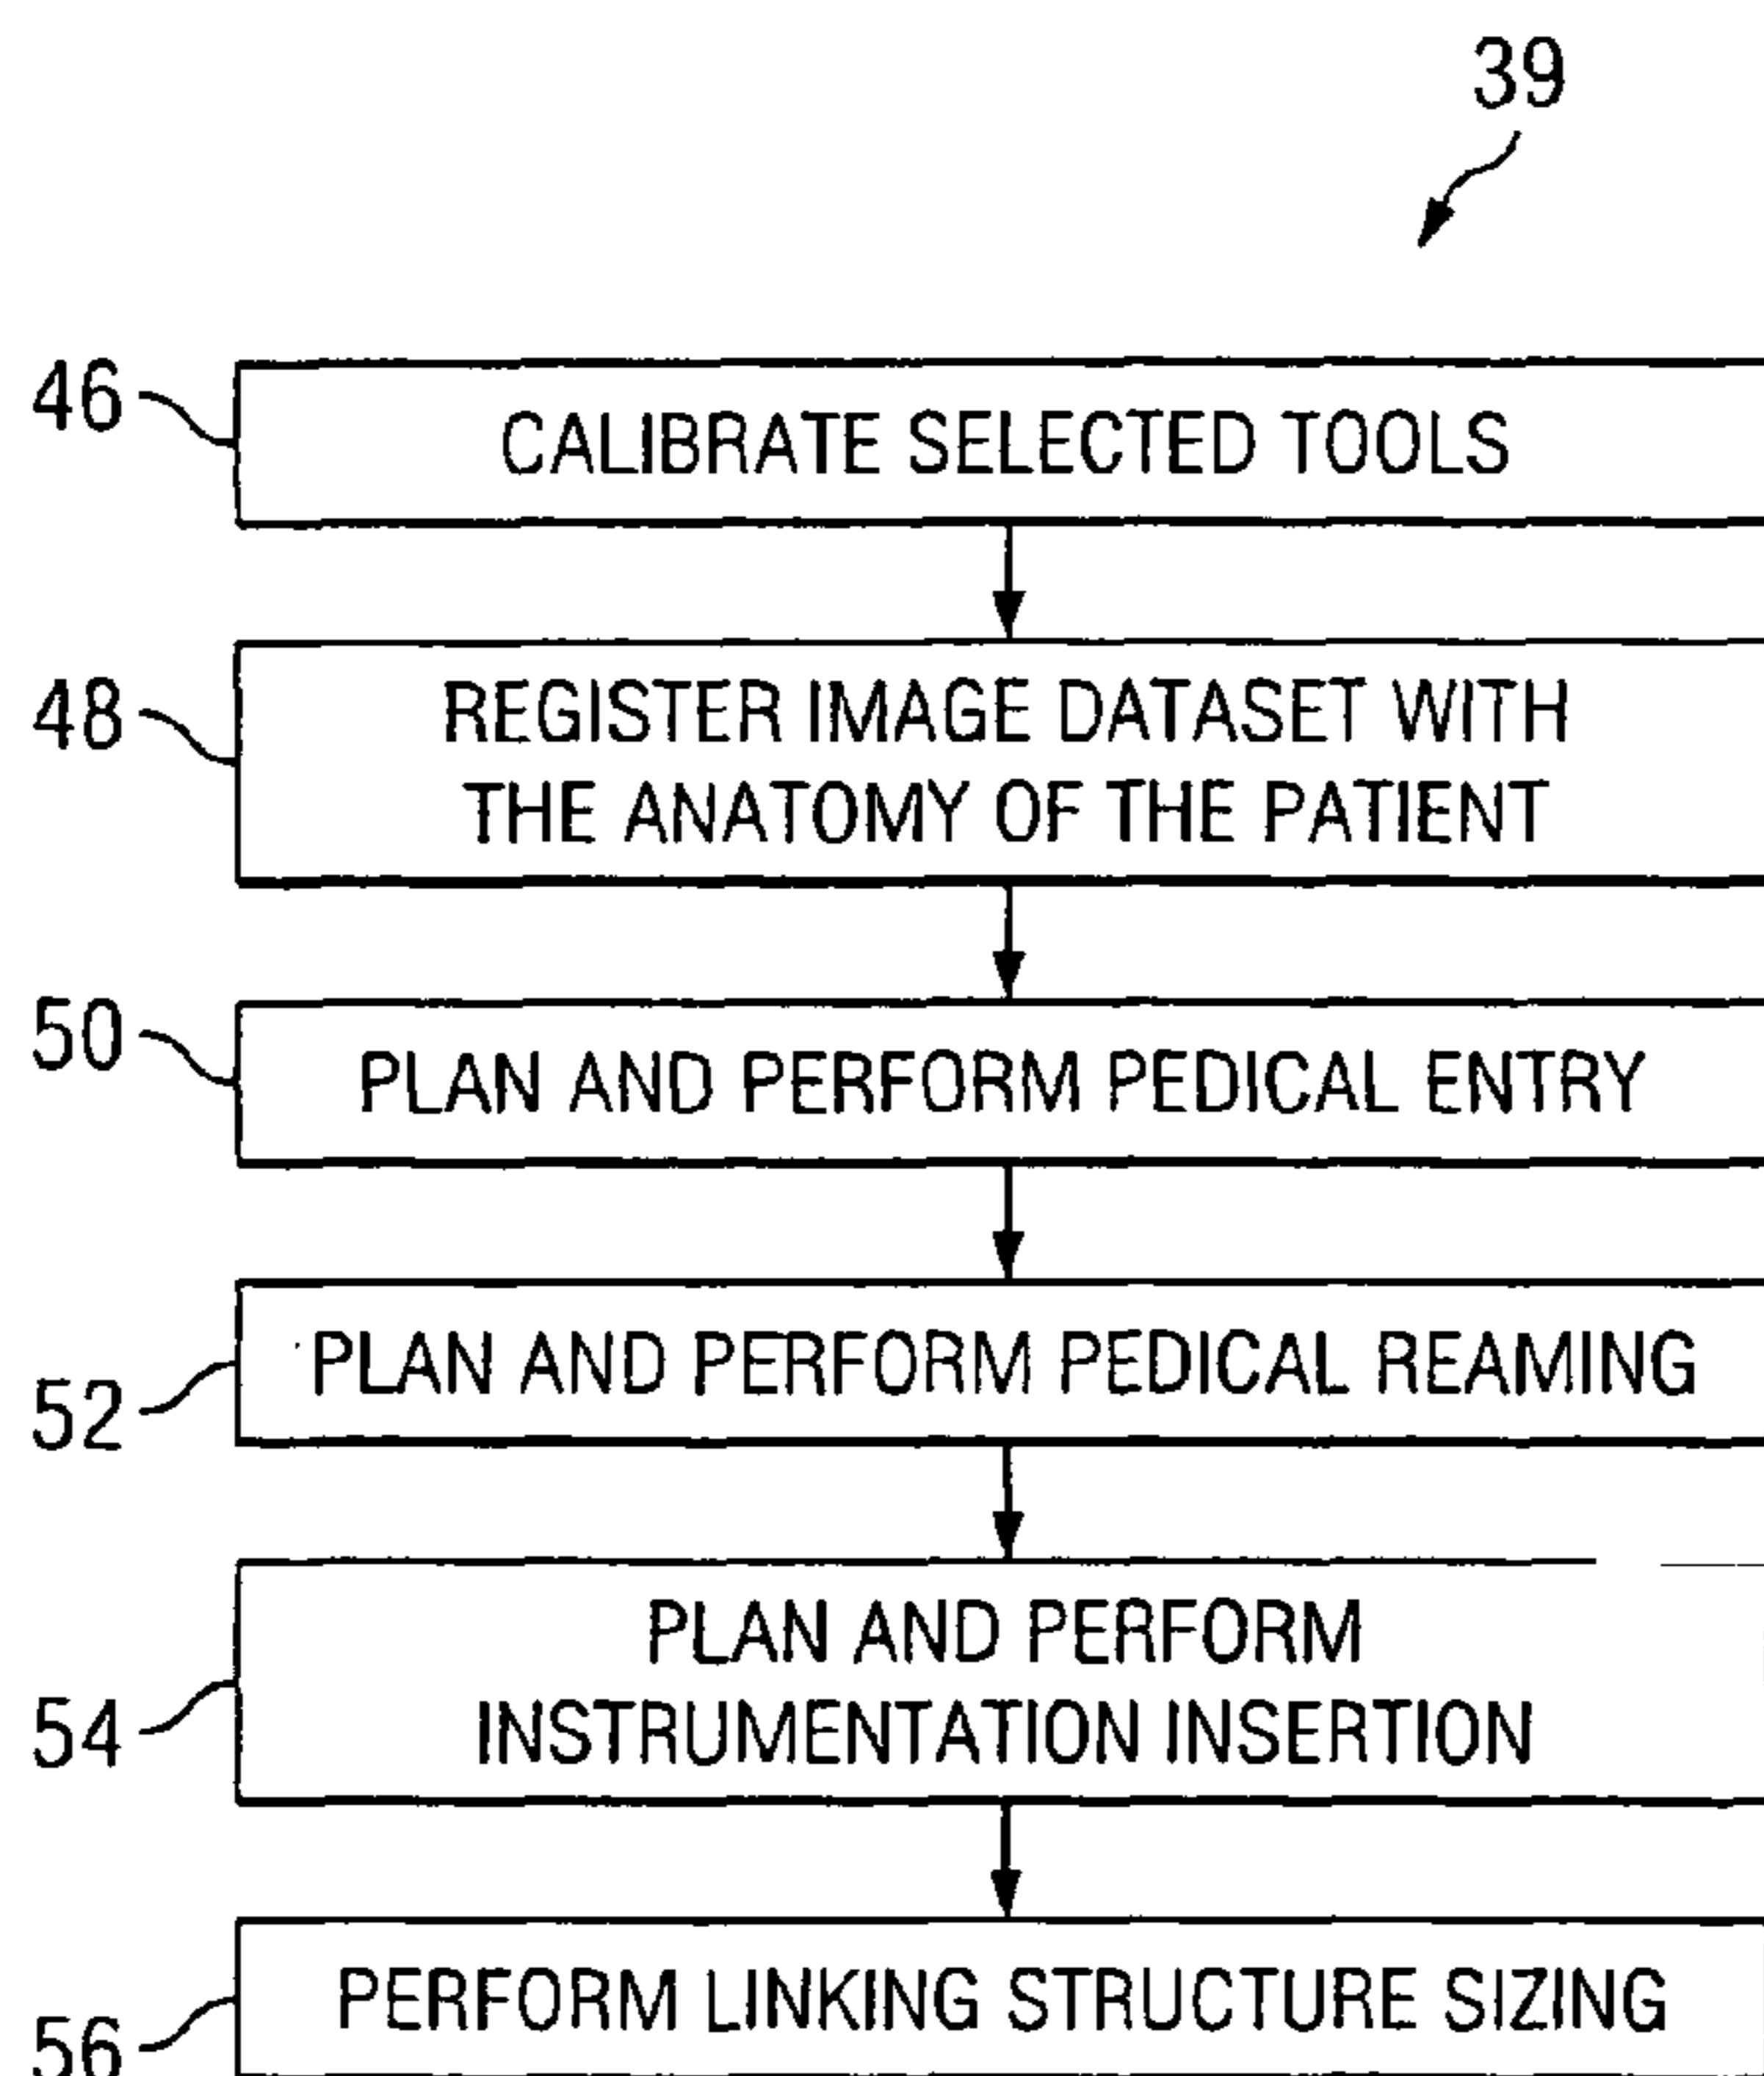 39
46
CALIBRATE SELECTED TOOLS
48
REGISTER IMAGE DATASET WITH
THE ANATOMY OF THE PATIENT
50
PLAN AND PERFORM PEDICAL ENTRY
52
PLAN AND PERFORM PEDICAL REAMING
54
PLAN AND PERFORM
INSTRUMENTATION INSERTION
56
PERFORM LINKING STRUCTURE SIZING